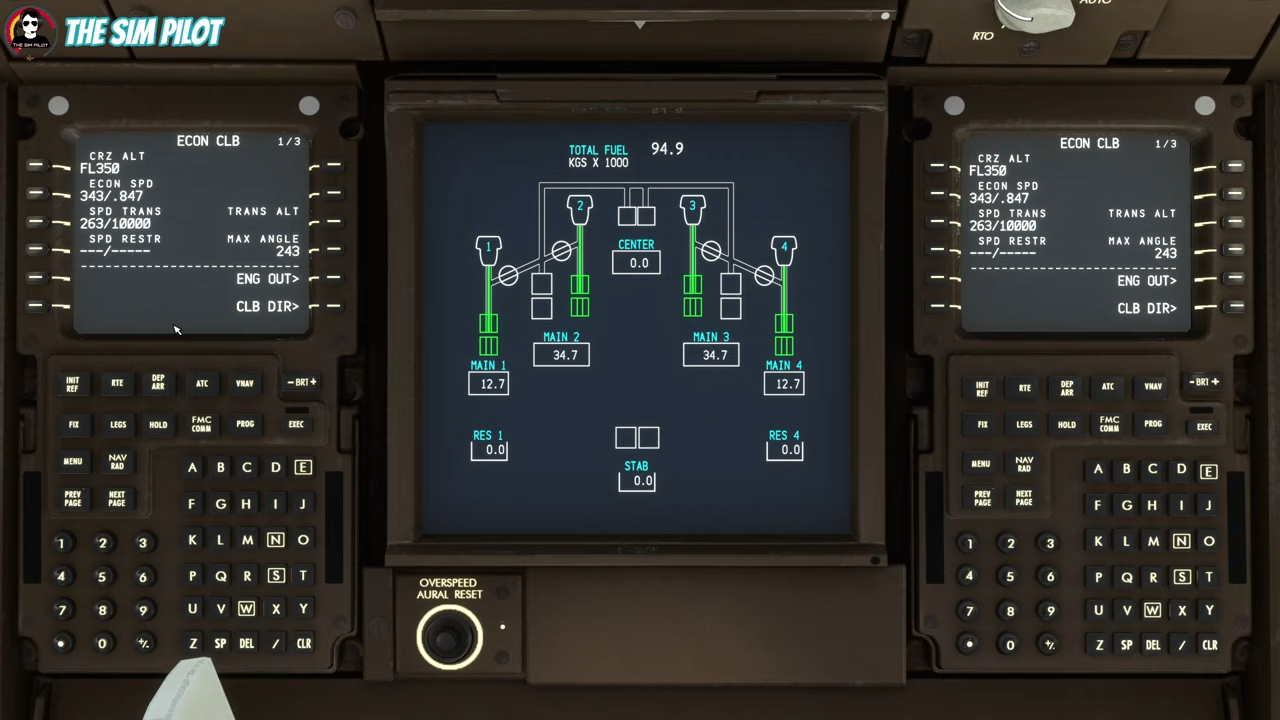 THE SIM PILOT
THE SIM PILOT
AUTO
RTO
ECON CLB 1/3
CRZ ALT
FL350
ECON SPD
343/.847
SPD TRANS TRANS ALT
263/10000
SPD RESTR MAX ANGLE
---/----- 243
ENG OUT>
CLB DIR>
INIT REF RTE DEP ARR ATC VNAV - BRT +
FIX LEGS HOLD FMC COMM PROG EXEC
MENU NAV RAD
PREV PAGE NEXT PAGE
A B C D E
F G H I J
K L M N O
P Q R S T
U V W X Y
Z SP DEL / CLR
1 2 3
4 5 6
7 8 9
0 +/-
TOTAL FUEL 94.9
KGS X 1000
2 3
1 4
CENTER
0.0
MAIN 2 MAIN 3
34.7 34.7
MAIN 1 MAIN 4
12.7 12.7
RES 1 RES 4
0.0 0.0
STAB
0.0
OVERSPEED
AURAL RESET
ECON CLB 1/3
CRZ ALT
FL350
ECON SPD
343/.847
SPD TRANS TRANS ALT
263/10000
SPD RESTR MAX ANGLE
---/----- 243
ENG OUT>
CLB DIR>
INIT REF RTE DEP ARR ATC VNAV - BRT +
FIX LEGS HOLD FMC COMM PROG EXEC
MENU NAV RAD
PREV PAGE NEXT PAGE
A B C D E
F G H I J
K L M N O
P Q R S T
U V W X Y
Z SP DEL / CLR
1 2 3
4 5 6
7 8 9
0 +/-